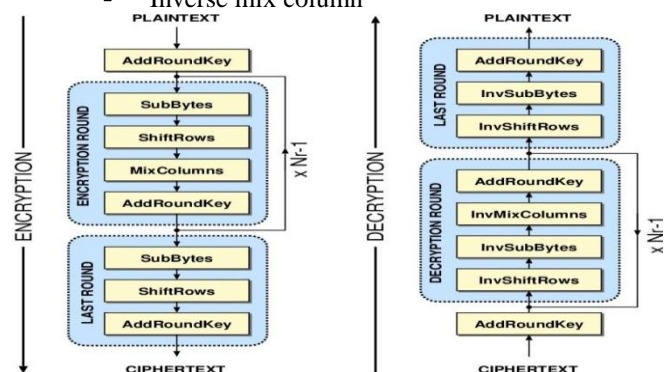 - Inverse mix column
PLAINTEXT
AddRoundKey
ENCRYPTION ROUND
SubBytes
ShiftRows
MixColumns
AddRoundKey
x Nr-1
LAST ROUND
SubBytes
ShiftRows
AddRoundKey
CIPHERTEXT
ENCRYPTION
PLAINTEXT
LAST ROUND
AddRoundKey
InvSubBytes
InvShiftRows
DECRYPTION ROUND
AddRoundKey
InvMixColumns
InvSubBytes
InvShiftRows
x Nr-1
AddRoundKey
CIPHERTEXT
DECRYPTION